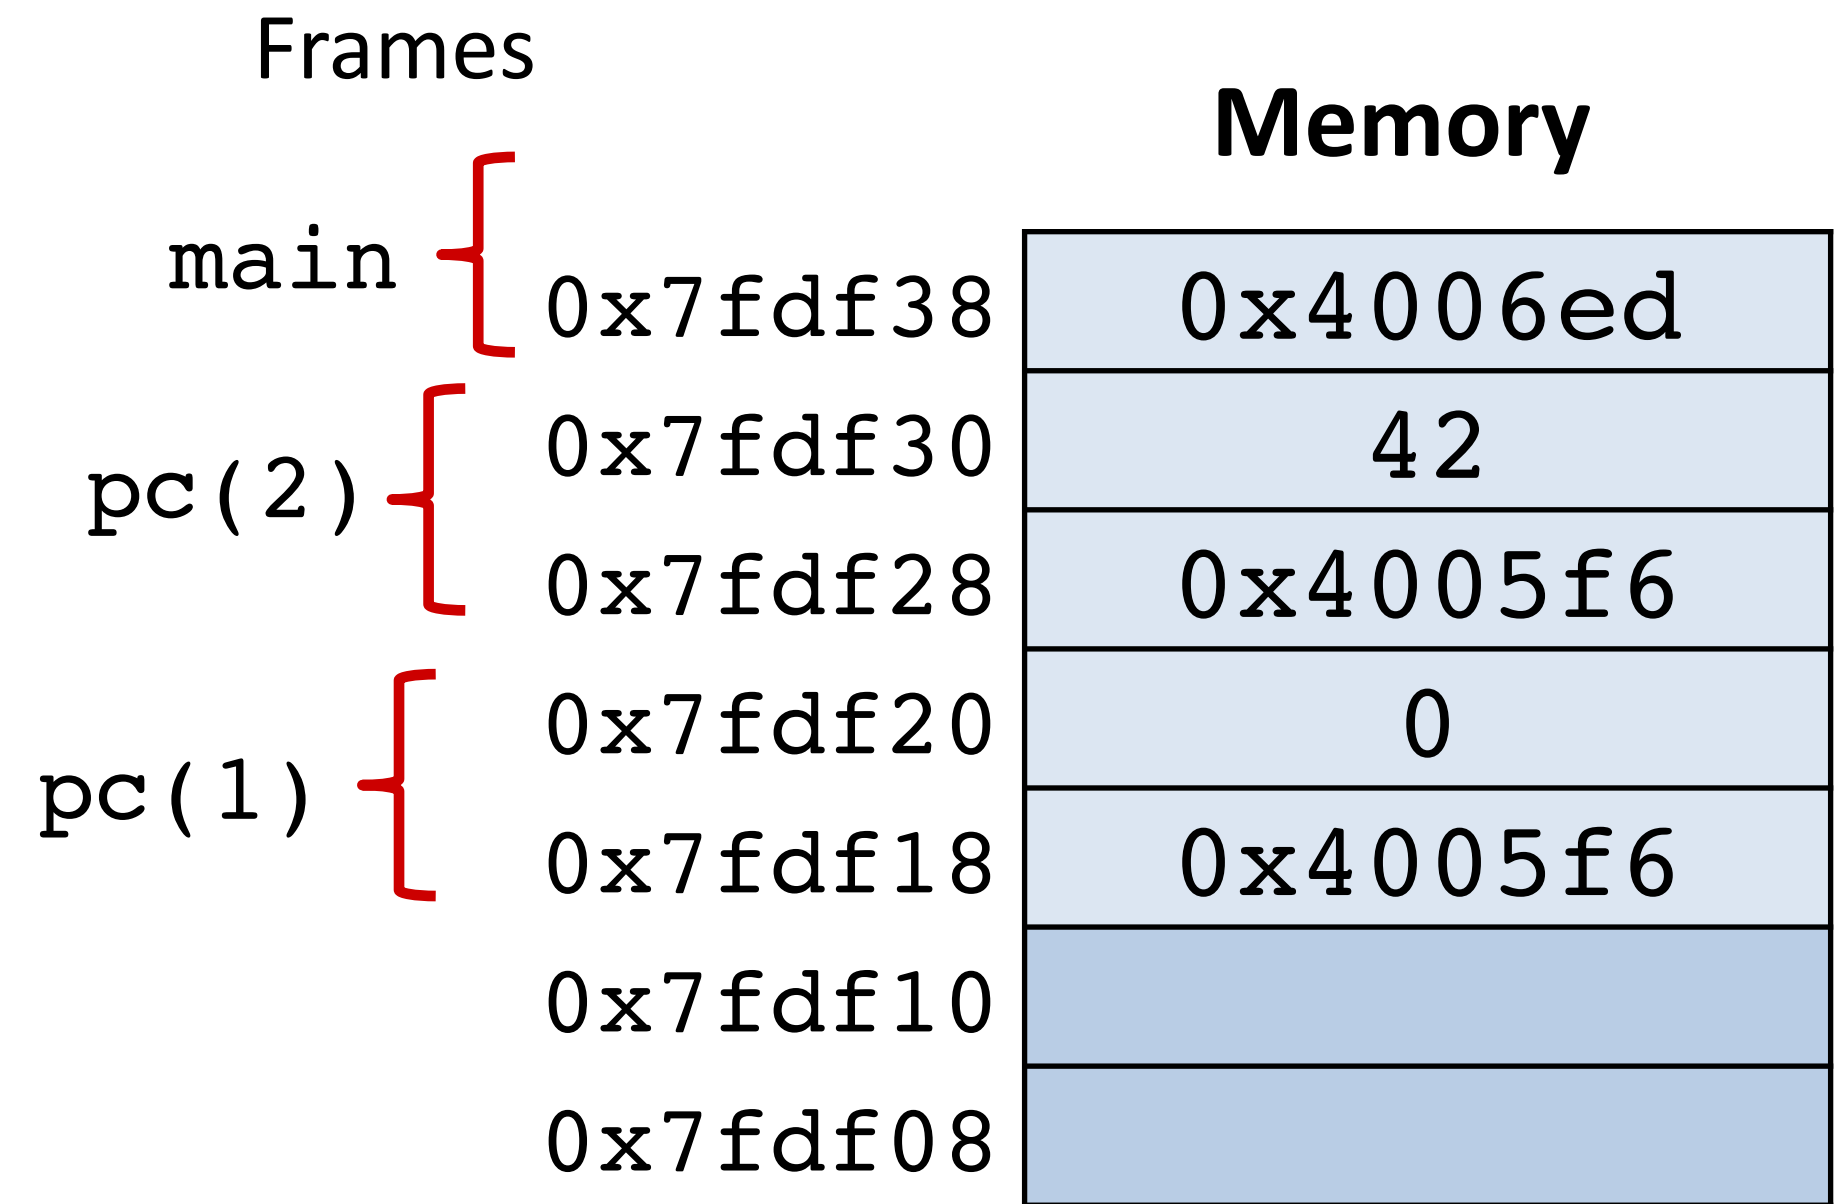 Frames
Memory
main
0x7fdf38 0x4006ed
0x7fdf30 42
pc(2)
0x7fdf28 0x4005f6
0x7fdf20 0
pc(1)
0x7fdf18 0x4005f6
0x7fdf10
0x7fdf08